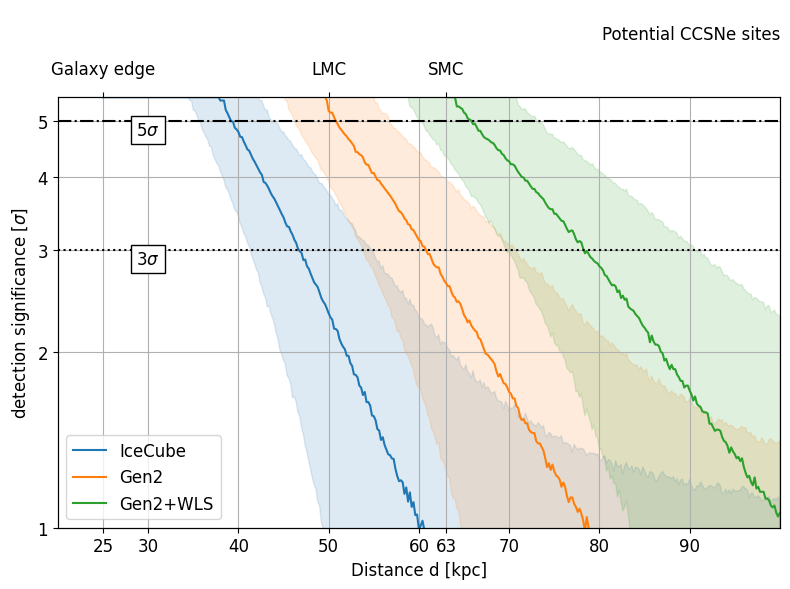 Potential CCSNe sites
Galaxy edge LMC SMC
5 5σ
4
3 3σ
2
1
detection significance [σ]
IceCube
Gen2
Gen2+WLS
25 30 40 50 60 63 70 80 90
Distance d [kpc]